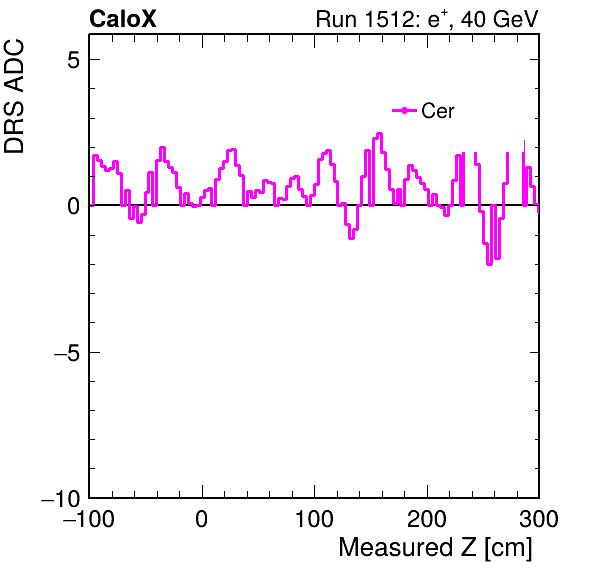 CaloX
Run 1512: e+, 40 GeV
DRS ADC
5
Cer
0
−5
−10
−100 0 100 200 300
Measured Z [cm]